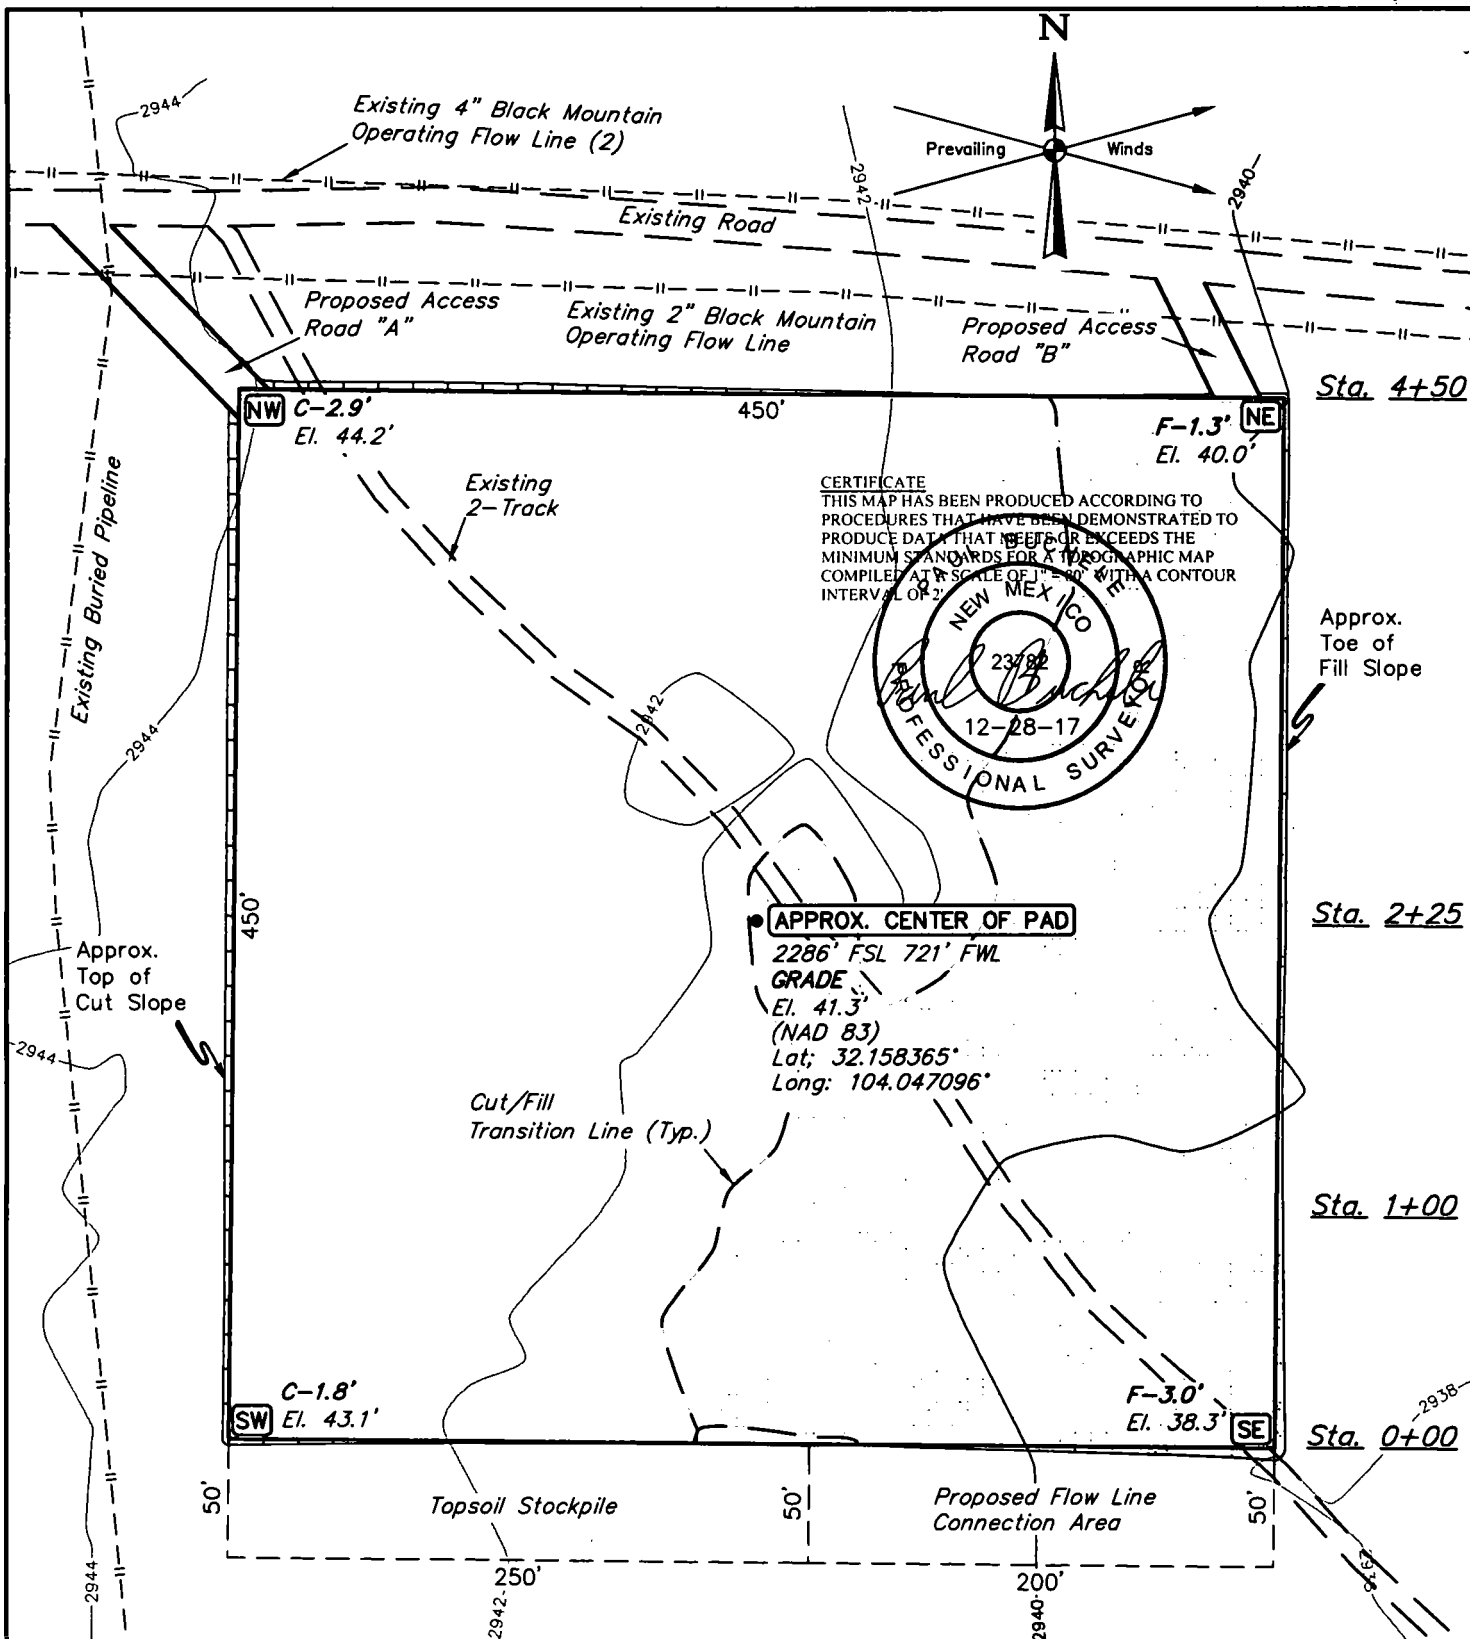 N
Prevailing Winds
2944
Existing 4" Black Mountain
Operating Flow Line (2)
2942
2940
Existing Road
Proposed Access
Road "A"
Existing 2" Black Mountain
Operating Flow Line
Proposed Access
Road "B"
Sta. 4+50
NW C-2.9'
El. 44.2'
450'
F-1.3' NE
El. 40.0'
Existing Buried Pipeline
Existing
2-Track
CERTIFICATE
THIS MAP HAS BEEN PRODUCED ACCORDING TO
PROCEDURES THAT HAVE BEEN DEMONSTRATED TO
PRODUCE DATA THAT MEETS OR EXCEEDS THE
MINIMUM STANDARDS FOR A TOPOGRAPHIC MAP
COMPILED AT A SCALE OF 1" = 80' WITH A CONTOUR
INTERVAL OF 2'
PAUL BUCHELE
NEW MEXICO
23782
12-28-17
PROFESSIONAL SURVEYOR
Approx.
Toe of
Fill Slope
2944
2942
450'
APPROX. CENTER OF PAD
2286' FSL 721' FWL
GRADE
El. 41.3'
(NAD 83)
Lat; 32.158365°
Long: 104.047096°
Sta. 2+25
Approx.
Top of
Cut Slope
2944
Cut/Fill
Transition Line (Typ.)
Sta. 1+00
C-1.8'
SW El. 43.1'
F-3.0'
El. 38.3' SE
2938
Sta. 0+00
50'
Topsoil Stockpile
50'
Proposed Flow Line
Connection Area
50'
2944
250'
2942
200'
2940